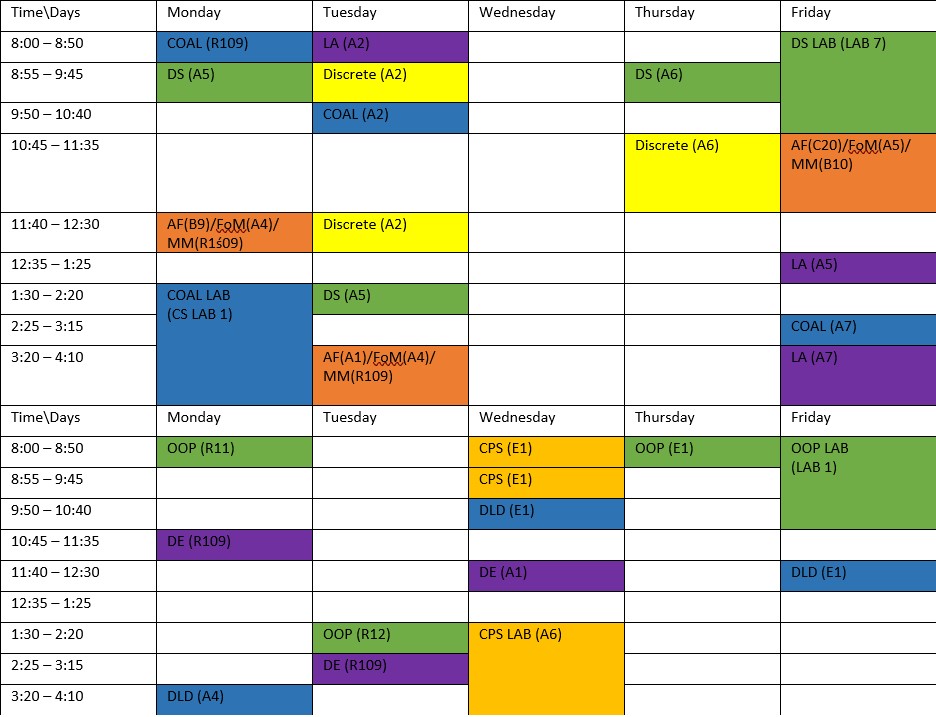 Time\Days Monday Tuesday Wednesday Thursday Friday
8:00 – 8:50 COAL (R109) LA (A2) DS LAB (LAB 7)
8:55 – 9:45 DS (A5) Discrete (A2) DS (A6)
9:50 – 10:40 COAL (A2)
10:45 – 11:35 Discrete (A6) AF(C20)/FoM(A5)/
MM(B10)
11:40 – 12:30 AF(B9)/FoM(A4)/ Discrete (A2)
MM(R1ś09)
12:35 – 1:25 LA (A5)
1:30 – 2:20 COAL LAB DS (A5)
(CS LAB 1)
2:25 – 3:15 COAL (A7)
3:20 – 4:10 AF(A1)/FoM(A4)/ LA (A7)
MM(R109)
Time\Days Monday Tuesday Wednesday Thursday Friday
8:00 – 8:50 OOP (R11) CPS (E1) OOP (E1) OOP LAB
(LAB 1)
8:55 – 9:45 CPS (E1)
9:50 – 10:40 DLD (E1)
10:45 – 11:35 DE (R109)
11:40 – 12:30 DE (A1) DLD (E1)
12:35 – 1:25
1:30 – 2:20 OOP (R12) CPS LAB (A6)
2:25 – 3:15 DE (R109)
3:20 – 4:10 DLD (A4)